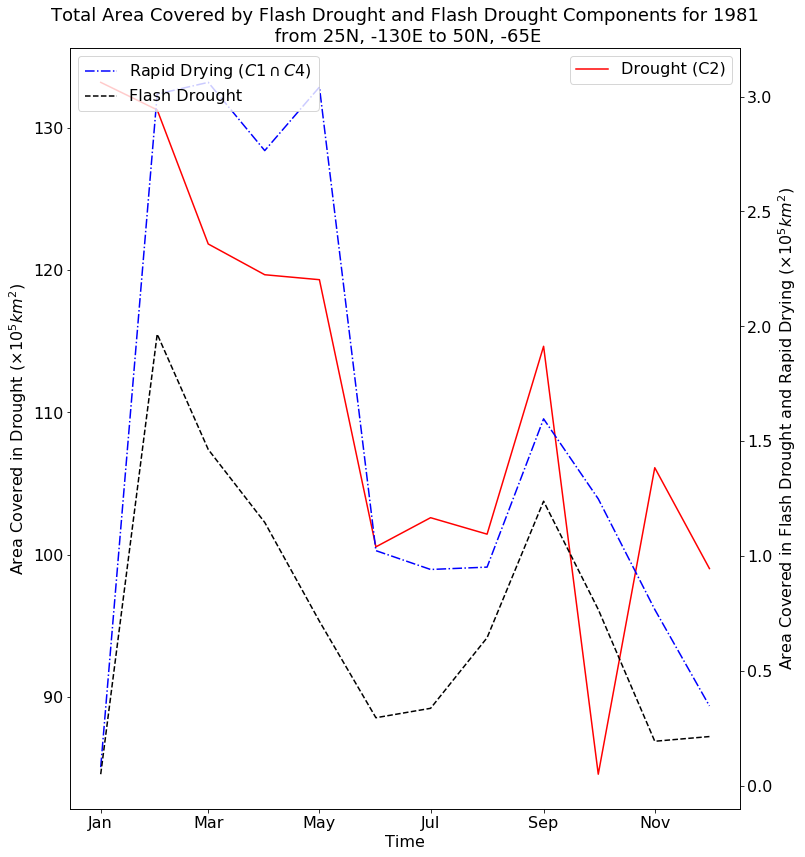 Total Area Covered by Flash Drought and Flash Drought Components for 1981
from 25N, -130E to 50N, -65E
Rapid Drying (C1 ∩ C4)
Flash Drought
Drought (C2)
Area Covered in Drought (×10⁵km²)
130
120
110
100
90
3.0
2.5
2.0
1.5
1.0
0.5
0.0
Area Covered in Flash Drought and Rapid Drying (×10⁵km²)
Jan Mar May Jul Sep Nov
Time